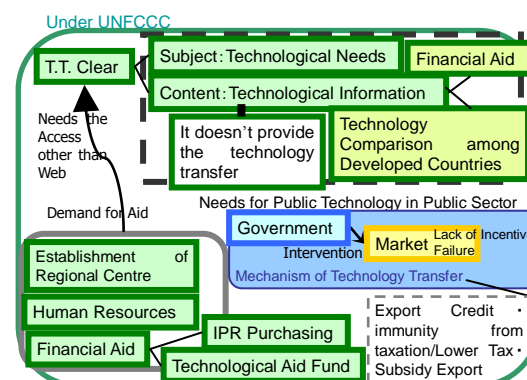 Under UNFCCC
T.T. Clear
Subject：Technological Needs
Financial Aid
Content：Technological Information
Needs the
Access
other than
Web
It doesn't provide
the technology
transfer
Technology
Comparison among
Developed Countries
Needs for Public Technology in Public Sector
Demand for Aid
Government
Intervention
Market
Lack of Incentiv
Failure
Mechanism of Technology Transfer
Establishment of
Regional Centre
Human Resources
Financial Aid
IPR Purchasing
Technological Aid Fund
Export Credit・
immunity from
taxation/Lower Tax・
Subsidy Export